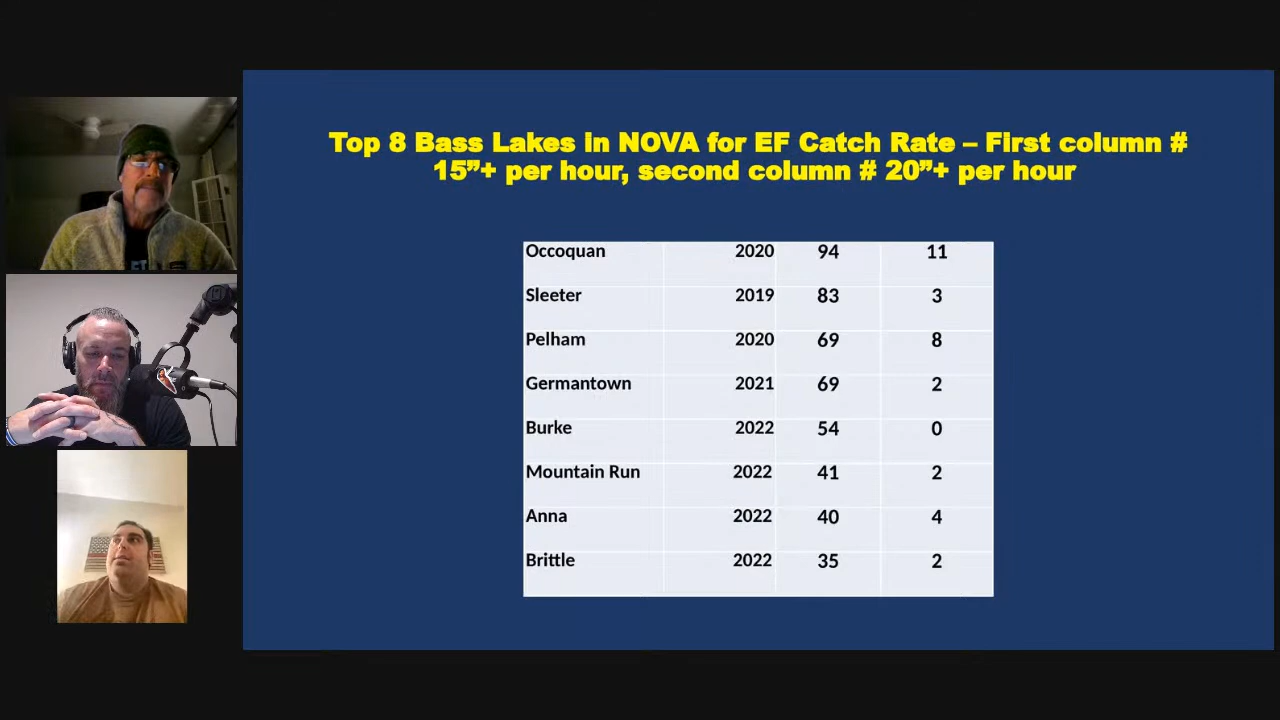 Top 8 Bass Lakes in NOVA for EF Catch Rate – First column #
15”+ per hour, second column # 20”+ per hour
Occoquan 2020 94 11
Sleeter 2019 83 3
Pelham 2020 69 8
Germantown 2021 69 2
Burke 2022 54 0
Mountain Run 2022 41 2
Anna 2022 40 4
Brittle 2022 35 2